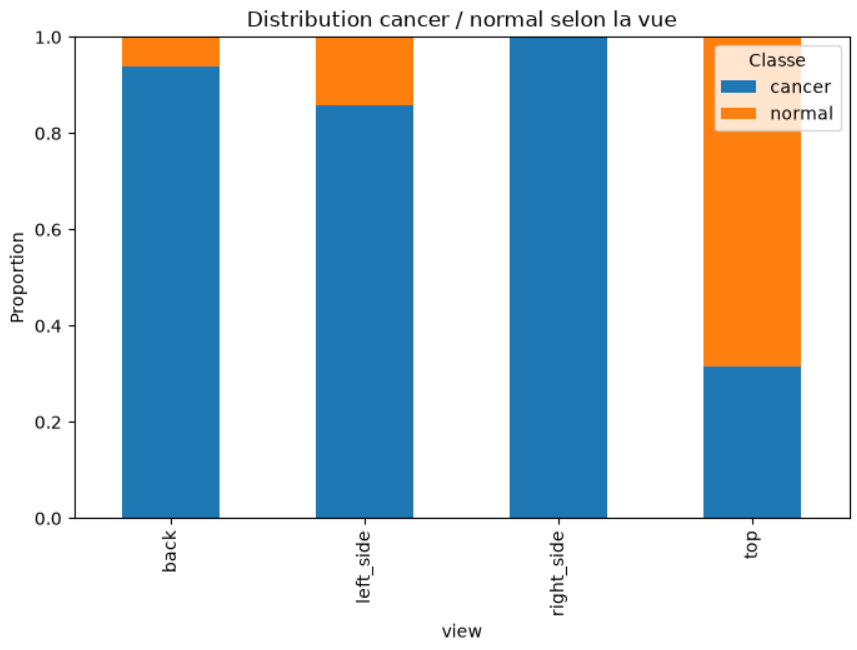 Distribution cancer / normal selon la vue
Classe
cancer
normal
1.0
0.8
0.6
0.4
0.2
0.0
Proportion
back
left_side
right_side
top
view